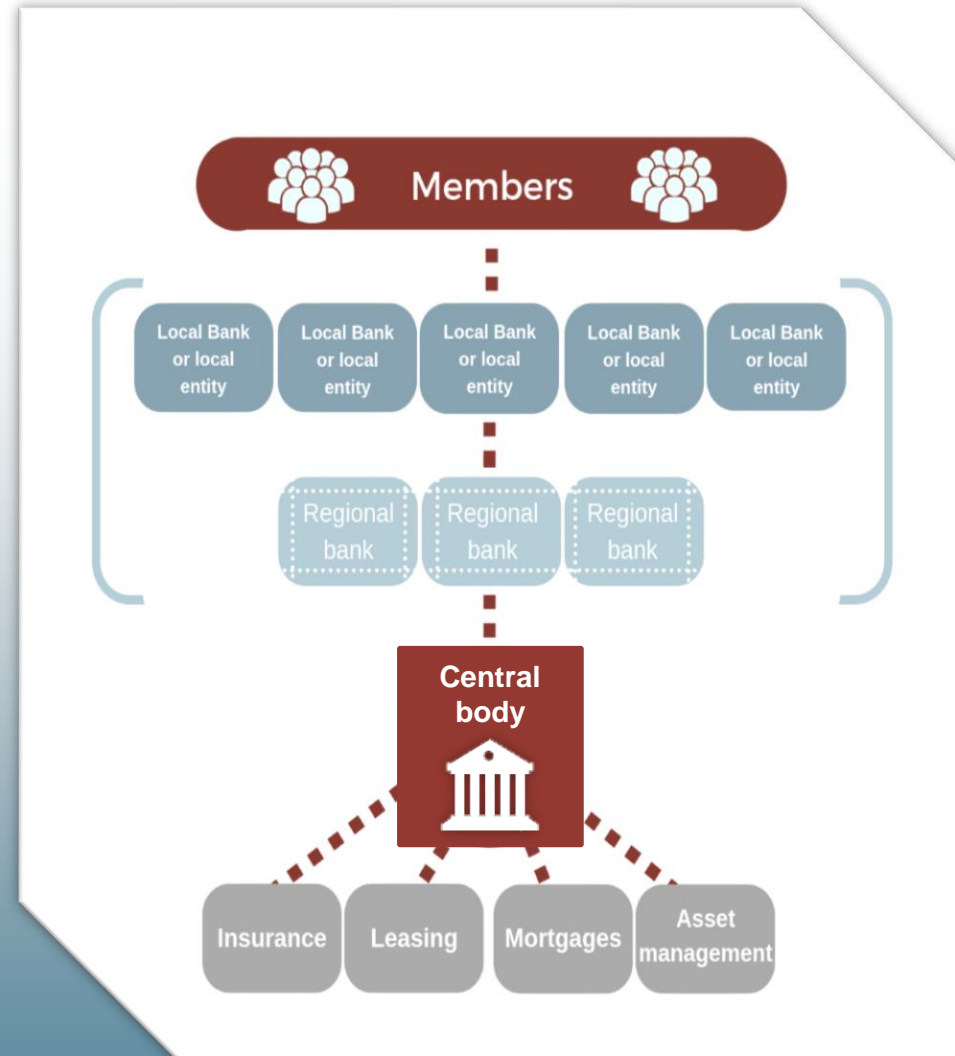 Members
Local Bank
or local
entity
Local Bank
or local
entity
Local Bank
or local
entity
Local Bank
or local
entity
Local Bank
or local
entity
Regional
bank
Regional
bank
Regional
bank
Central
body
Insurance
Leasing
Mortgages
Asset
management